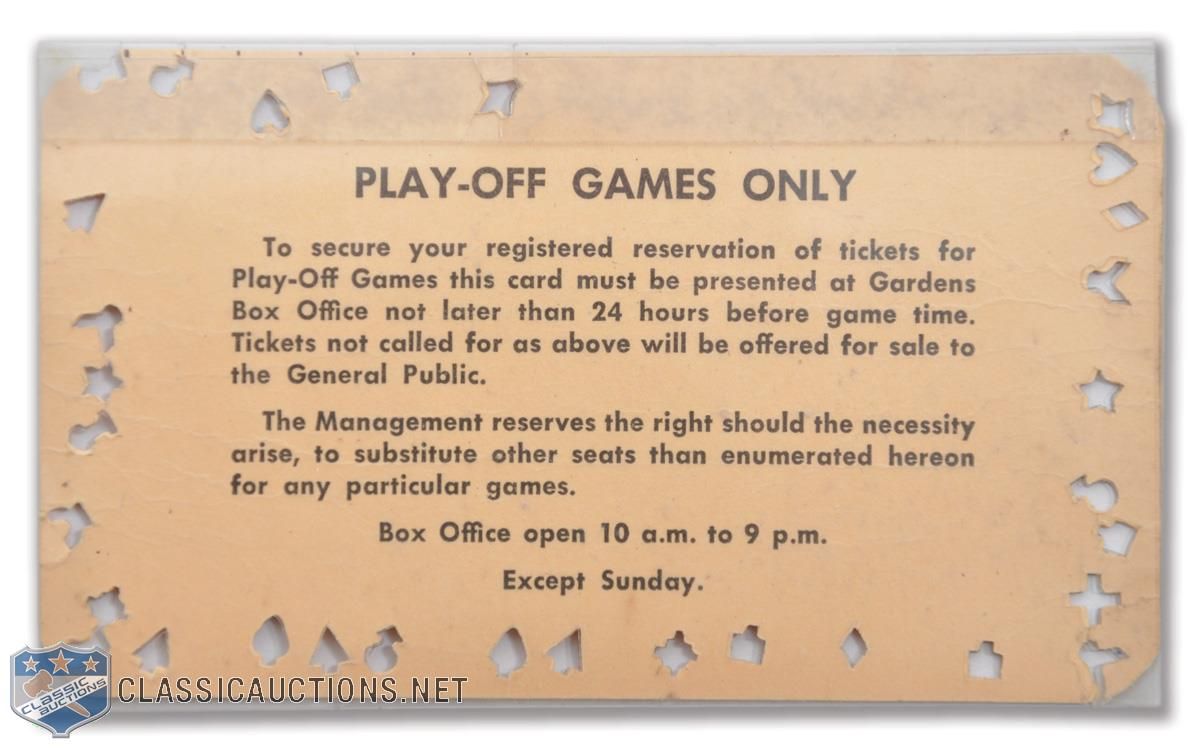 PLAY-OFF GAMES ONLY
To secure your registered reservation of tickets for
Play-Off Games this card must be presented at Gardens
Box Office not later than 24 hours before game time.
Tickets not called for as above will be offered for sale to
the General Public.
The Management reserves the right should the necessity
arise, to substitute other seats than enumerated hereon
for any particular games.
Box Office open 10 a.m. to 9 p.m.
Except Sunday.
CLASSIC
AUCTIONS
CLASSICAUCTIONS.NET